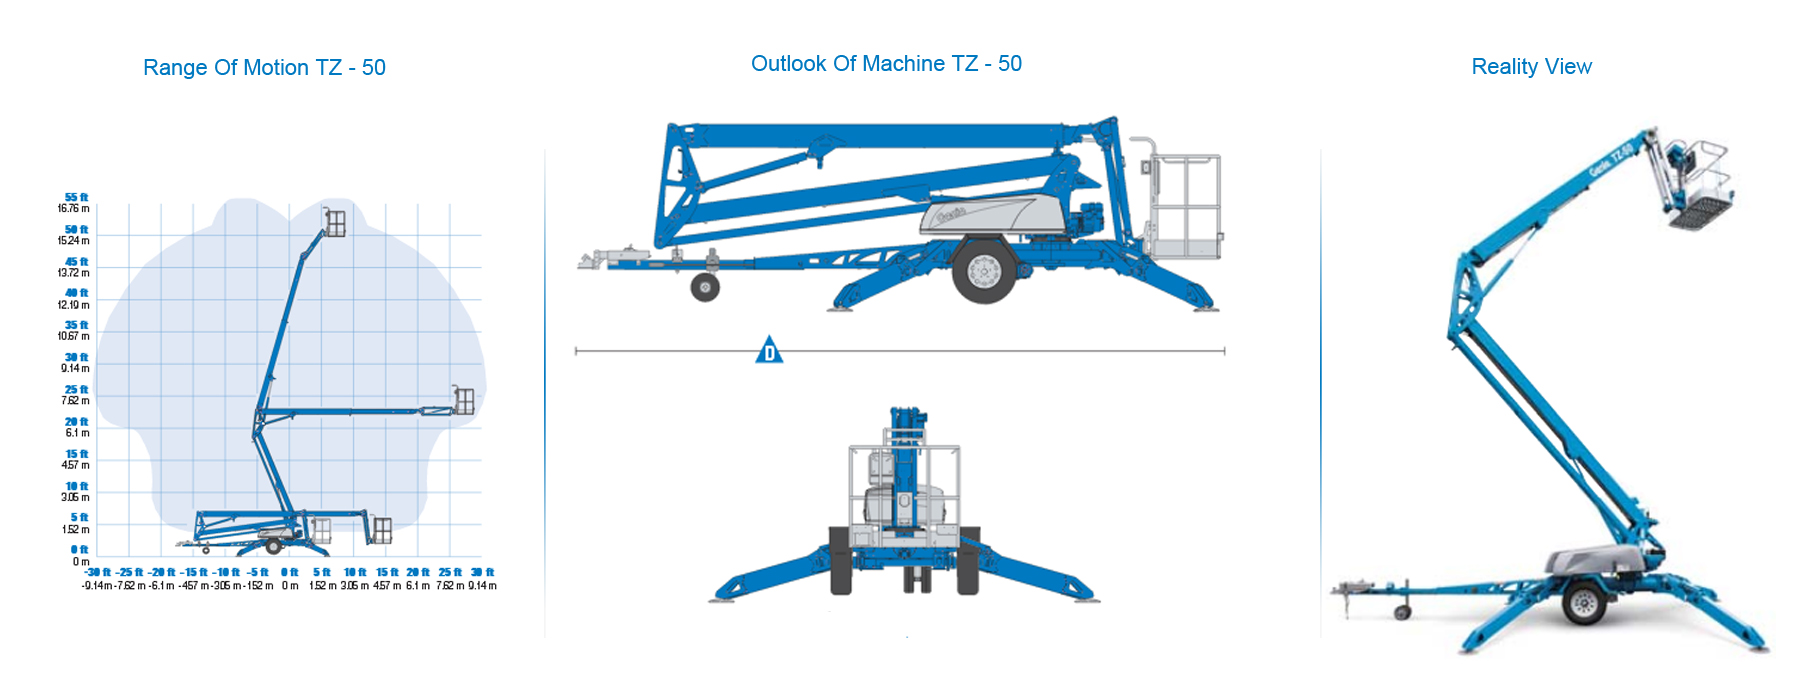 Range Of Motion TZ - 50
55 ft
16.76 m
50 ft
15.24 m
45 ft
13.72 m
40 ft
12.19 m
35 ft
10.67 m
30 ft
9.14 m
25 ft
7.62 m
20 ft
6.1 m
15 ft
4.57 m
10 ft
3.05 m
5 ft
1.52 m
0 ft
0 m
-30 ft -25 ft -20 ft -15 ft -10 ft -5 ft 0 ft 5 ft 10 ft 15 ft 20 ft 25 ft 30 ft
-9.14 m -7.62 m -6.1 m -4.57 m -3.05 m -1.52 m 0 m 1.52 m 3.05 m 4.57 m 6.1 m 7.62 m 9.14 m
Outlook Of Machine TZ - 50
Genie
D
Reality View
Genie TZ-50